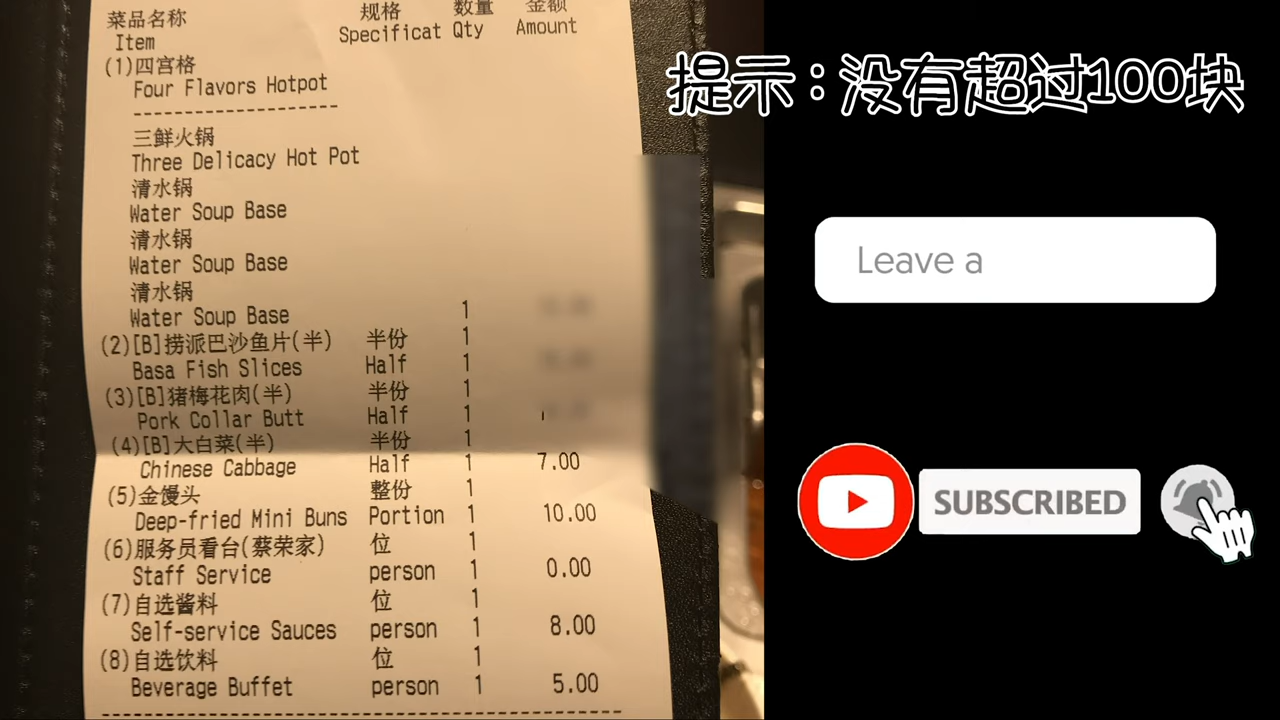 菜品名称 规格 数量 金额
Item Specificat Qty Amount
(1)四宫格
Four Flavors Hotpot
三鲜火锅
Three Delicacy Hot Pot
清水锅
Water Soup Base
清水锅
Water Soup Base
清水锅
Water Soup Base 1
(2)[B]捞派巴沙鱼片(半) 半份 1
Basa Fish Slices Half 1
(3)[B]猪梅花肉(半) 半份 1
Pork Collar Butt Half 1
(4)[B]大白菜(半) 半份 1
Chinese Cabbage Half 1 7.00
(5)金馒头 整份 1
Deep-fried Mini Buns Portion 1 10.00
(6)服务员看台(蔡荣家) 位 1
Staff Service person 1 0.00
(7)自选酱料 位 1
Self-service Sauces person 1 8.00
(8)自选饮料 位 1
Beverage Buffet person 1 5.00
提示:没有超过100块
Leave a
SUBSCRIBED